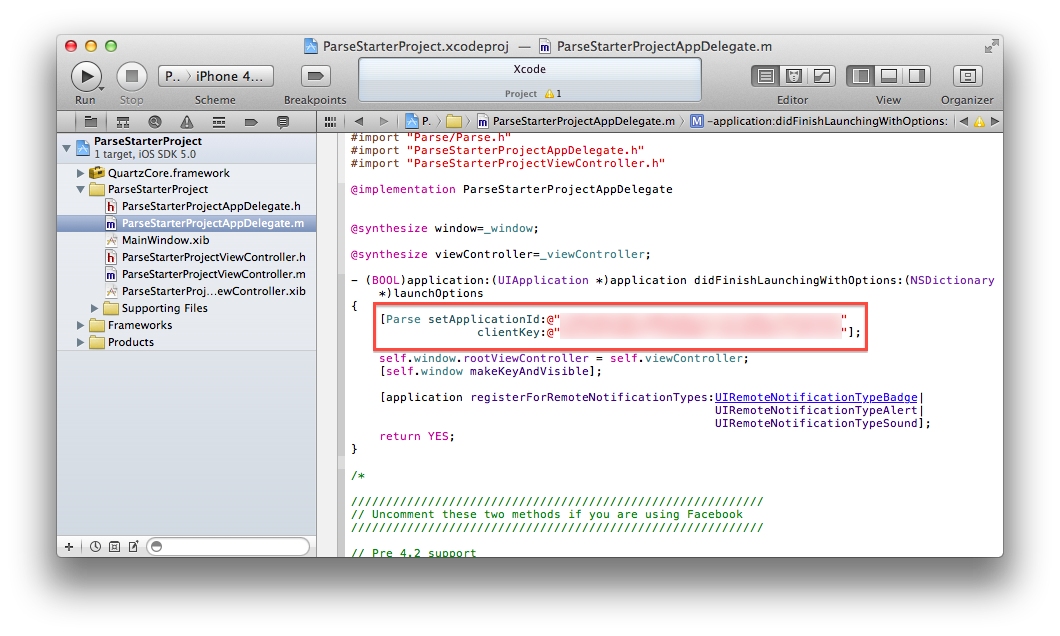 ParseStarterProject.xcodeproj — ParseStarterProjectAppDelegate.m
P.. 〉 iPhone 4...
Xcode
Project 1
Run Stop Scheme Breakpoints Editor View Organizer
P. 〉 〉 m ParseStarterProjectAppDelegate.m 〉 M -application:didFinishLaunchingWithOptions:
ParseStarterProject
1 target, iOS SDK 5.0
QuartzCore.framework
ParseStarterProject
h ParseStarterProjectAppDelegate.h
m ParseStarterProjectAppDelegate.m
MainWindow.xib
h ParseStarterProjectViewController.h
m ParseStarterProjectViewController.m
ParseStarterProj...ewController.xib
Supporting Files
Frameworks
Products
#import "Parse/Parse.h"
#import "ParseStarterProjectAppDelegate.h"
#import "ParseStarterProjectViewController.h"
@implementation ParseStarterProjectAppDelegate
@synthesize window=_window;
@synthesize viewController=_viewController;
- (BOOL)application:(UIApplication *)application didFinishLaunchingWithOptions:(NSDictionary
*)launchOptions
{
[Parse setApplicationId:@" "
clientKey:@" "];
self.window.rootViewController = self.viewController;
[self.window makeKeyAndVisible];
[application registerForRemoteNotificationTypes:UIRemoteNotificationTypeBadge|
UIRemoteNotificationTypeAlert|
UIRemoteNotificationTypeSound];
return YES;
}
/*
///////////////////////////////////////////////////////////
// Uncomment these two methods if you are using Facebook
///////////////////////////////////////////////////////////
// Pre 4.2 support